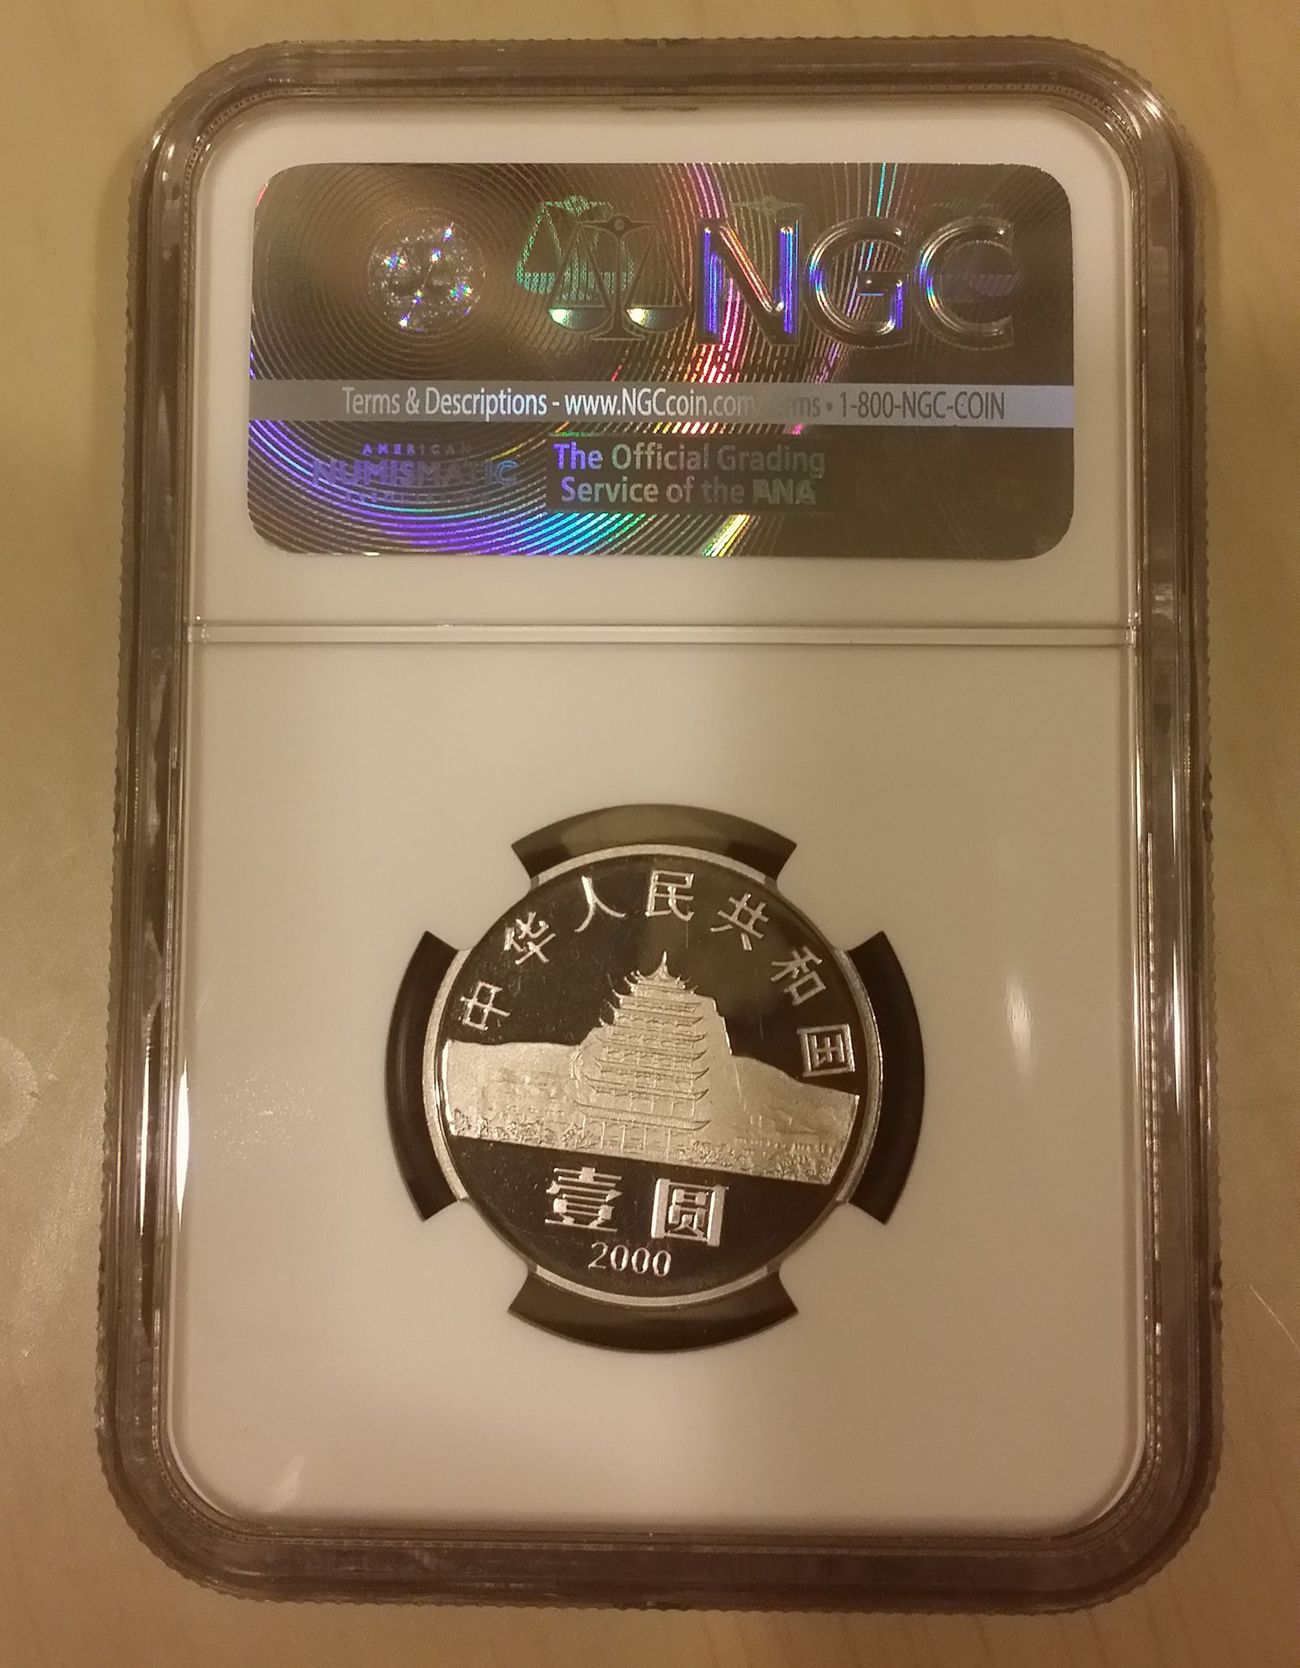 NGC
Terms & Descriptions - www.NGCcoin.com/terms • 1-800-NGC-COIN
AMERICAN
NUMISMATIC
The Official Grading
Service of the ANA
中华人民共和国
壹圆
2000